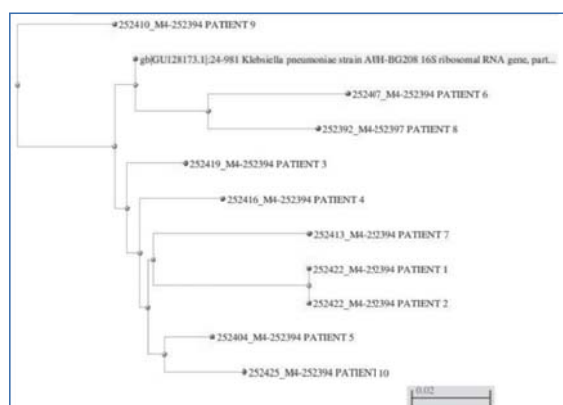 252410_M4-252394 PATIENT 9
gb|GU128173.1|:24-981 Klebsiella pneumoniae strain AFH-BG208 16S ribosomal RNA gene, part...
252407_M4-252394 PATIENT 6
252392_M4-252397 PATIENT 8
252419_M4-252394 PATIENT 3
252416_M4-252394 PATIENT 4
252413_M4-252394 PATIENT 7
252422_M4-252394 PATIENT 1
252422_M4-252394 PATIENT 2
252404_M4-252394 PATIENT 5
252425_M4-252394 PATIENT 10
0.02